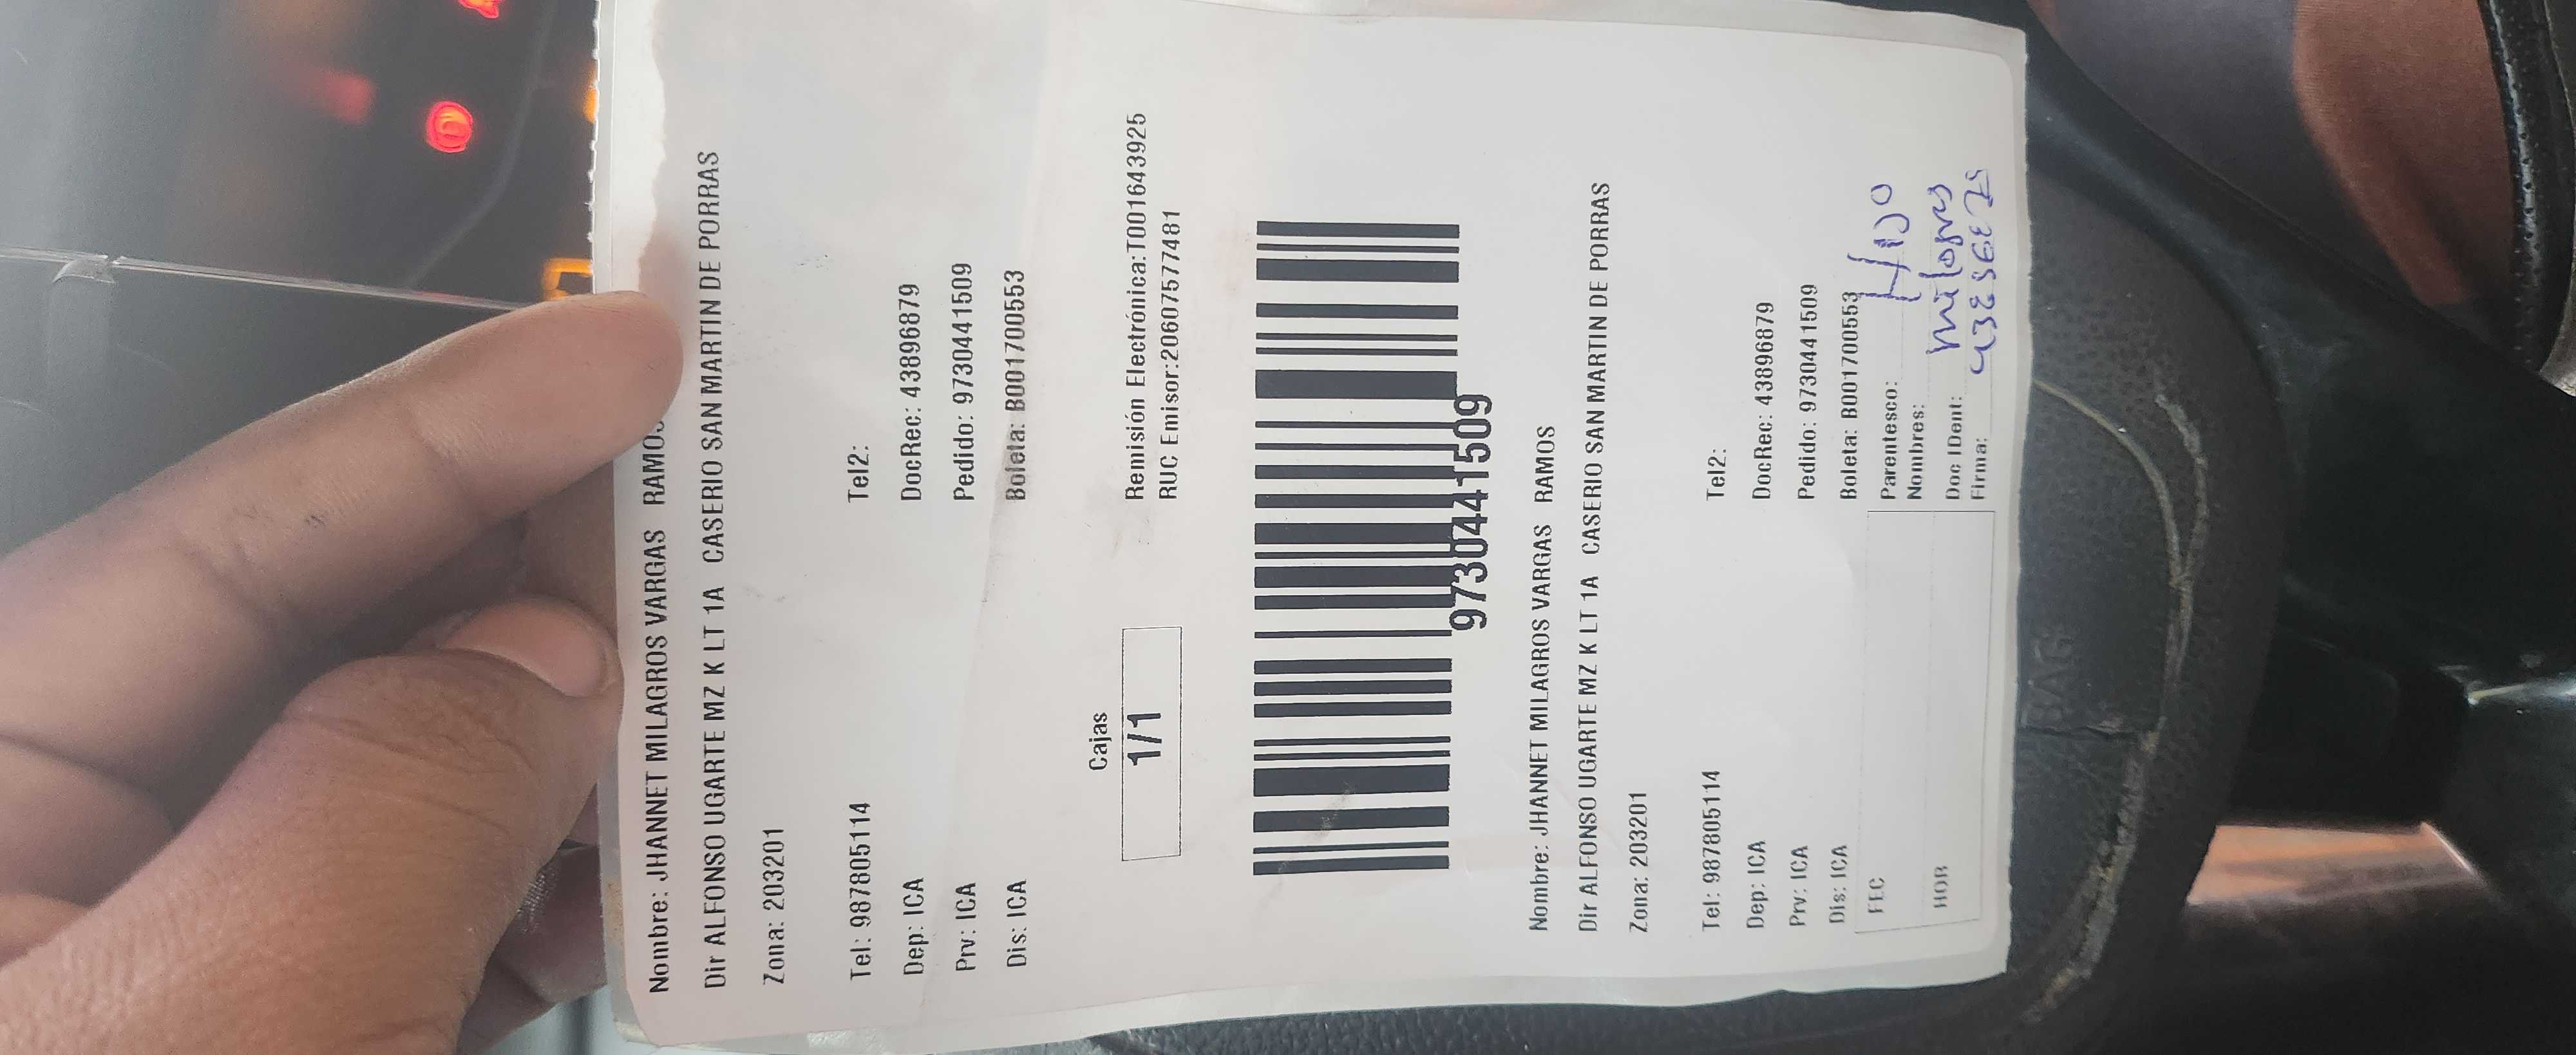 Nombre: JHANNET MILAGROS VARGAS RAMOS
Dir ALFONSO UGARTE MZ K LT 1A CASERIO SAN MARTIN DE PORRAS
Zona: 203201
Tel: 987805114 Tel2:
Dep: ICA DocRec: 43896879
Prv: ICA Pedido: 9730441509
Dis: ICA Boleta: B001700553
Cajas
1/1
Remisión Electrónica:T001643925
RUC Emisor:20607577481
9730441509
Nombre: JHANNET MILAGROS VARGAS RAMOS
Dir ALFONSO UGARTE MZ K LT 1A CASERIO SAN MARTIN DE PORRAS
Zona: 203201
Tel: 987805114 Tel2:
Dep: ICA DocRec: 43896879
Prv: ICA Pedido: 9730441509
Dis: ICA Boleta: B001700553
FEC
HOR
Parentesco: HIJO
Nombres:
Doc IDent:
Firma:
BAG